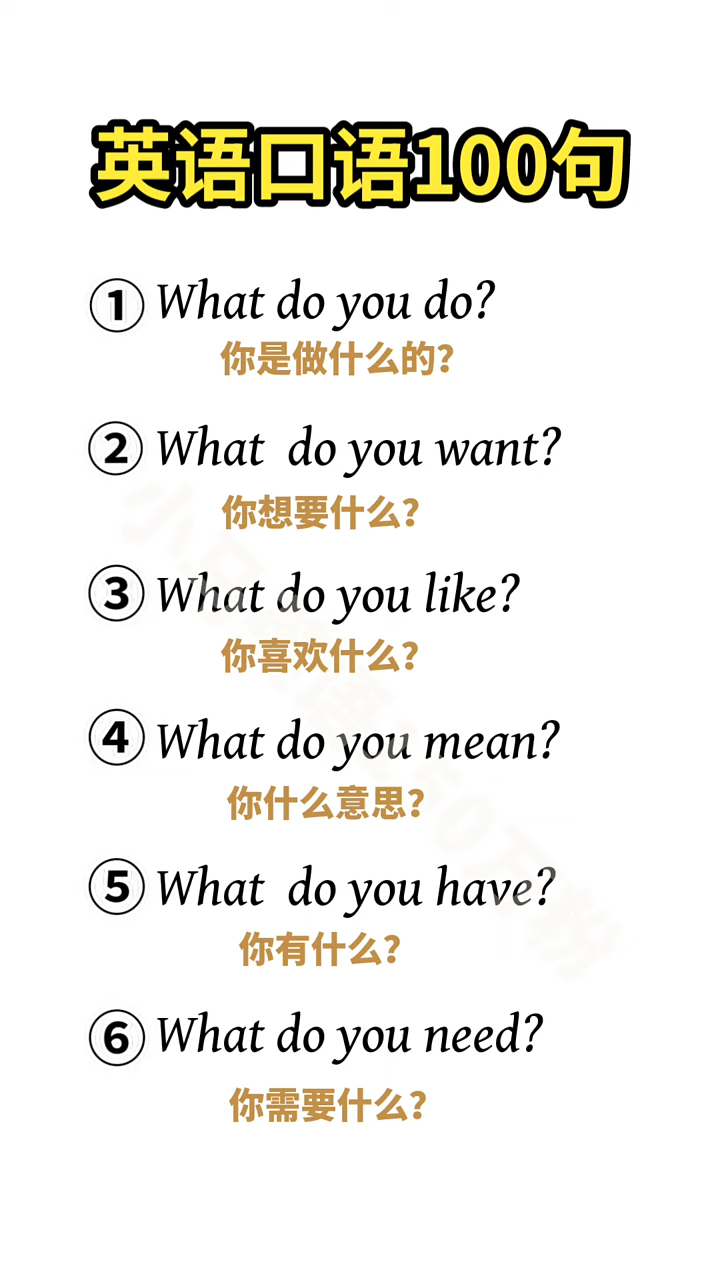 英语口语100句
① What do you do?
你是做什么的?
② What do you want?
你想要什么?
③ What do you like?
你喜欢什么?
④ What do you mean?
你什么意思?
⑤ What do you have?
你有什么?
⑥ What do you need?
你需要什么?